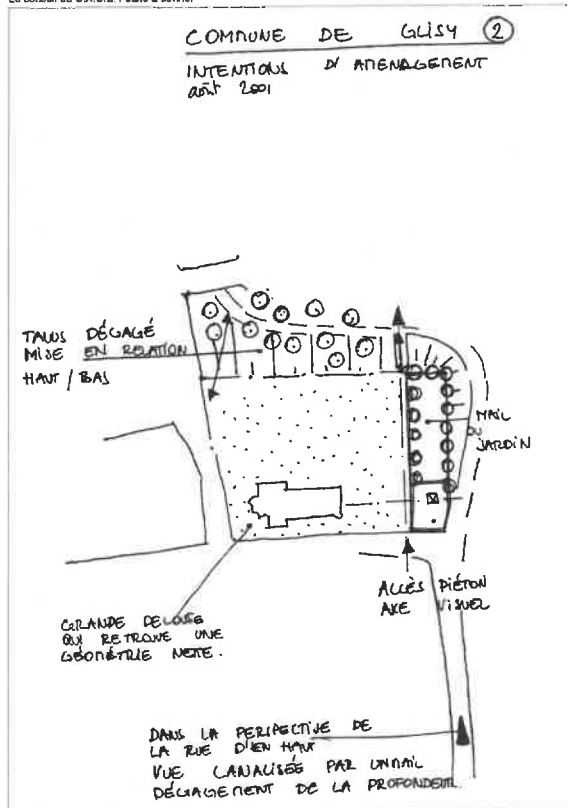 COMMUNE DE GLISY ②
INTENTIONS D'AMENAGEMENT
août 2001
TALUS DÉGAGÉ
MISE EN RELATION
HAUT / BAS
MAIL
OU
JARDIN
ACCÈS PIÉTON
AXE VISUEL
GRANDE PELOUSE
QUI RETROUVE UNE
GÉOMÉTRIE NETTE.
DANS LA PERSPECTIVE DE
LA RUE D'EN HAUT
VUE CANALISÉE PAR UN MAIL
DÉGAGEMENT DE LA PROFONDEUR.